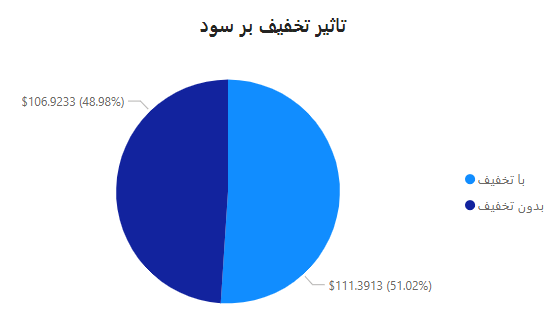 تاثیر تخفیف بر سود
$106.9233 (48.98%)
با تخفیف
بدون تخفیف
$111.3913 (51.02%)